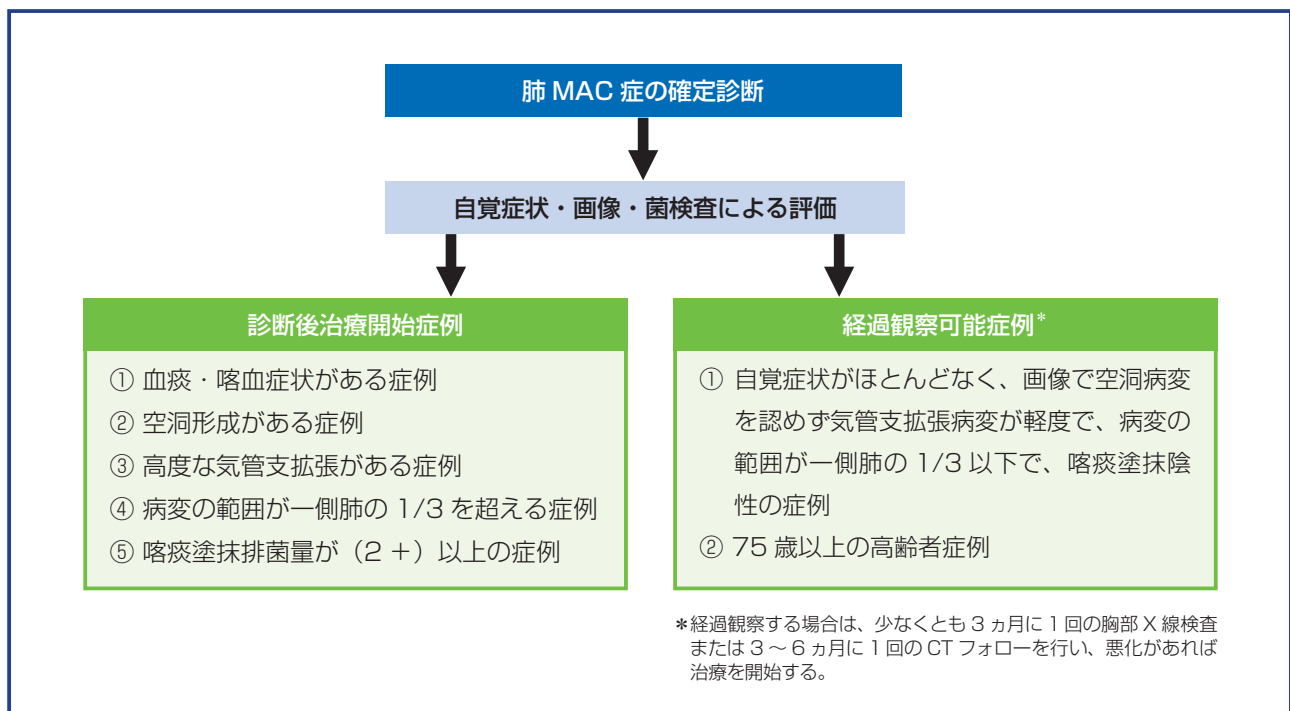 肺 MAC 症の確定診断
自覚症状・画像・菌検査による評価
診断後治療開始症例
① 血痰・喀血症状がある症例
② 空洞形成がある症例
③ 高度な気管支拡張がある症例
④ 病変の範囲が一側肺の 1/3 を超える症例
⑤ 喀痰塗抹排菌量が（2 +）以上の症例
経過観察可能症例*
① 自覚症状がほとんどなく、画像で空洞病変
を認めず気管支拡張病変が軽度で、病変の
範囲が一側肺の 1/3 以下で、喀痰塗抹陰
性の症例
② 75 歳以上の高齢者症例
*経過観察する場合は、少なくとも 3 ヵ月に 1 回の胸部 X 線検査
または 3 〜 6 ヵ月に 1 回の CT フォローを行い、悪化があれば
治療を開始する。